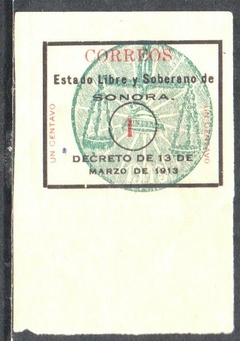 CORREOS
Estado Libre y Soberano de
SONORA.
UN CENTAVO
1
UN CENTAVO
DECRETO DE 13 DE
MARZO DE 1913